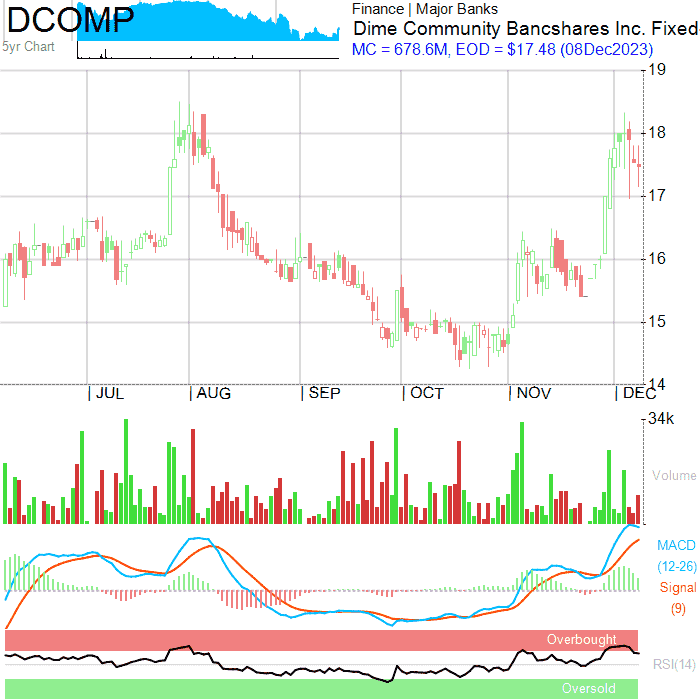 DCOMP
5yr Chart
Finance | Major Banks
Dime Community Bancshares Inc. Fixed
MC = 678.6M, EOD = $17.48 (08Dec2023)
19
18
17
16
15
14
JUL AUG SEP OCT NOV DEC
34k
Volume
MACD
(12-26)
Signal
(9)
Overbought
RSI(14)
Oversold